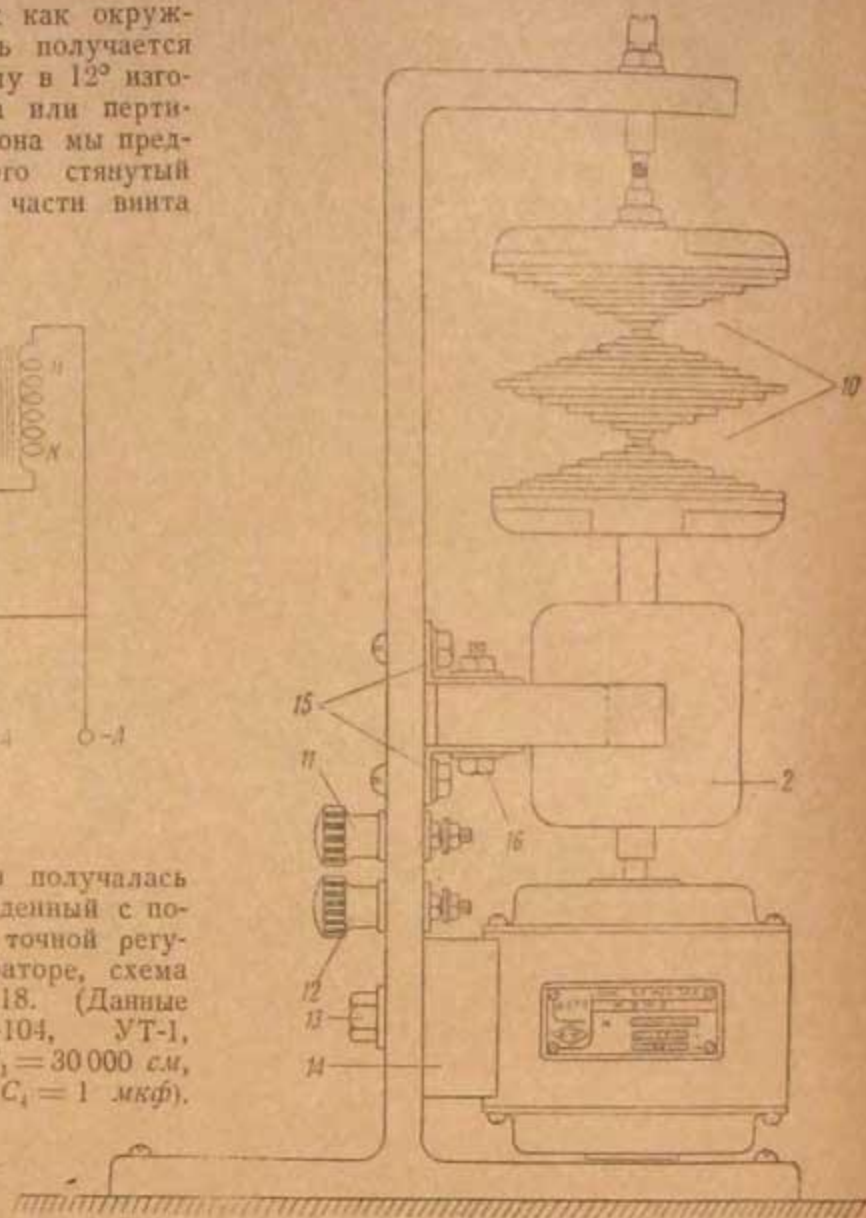 как окруж-
ь получается
ну в 12° изго-
а или перти-
она мы пред-
его стянутый
части винта
10
N
-А
15
11
2
16
12
13
14
получалась
денный с по-
точной регу-
аторе, схема
18. (Данные
-104, УТ-1,
= 30 000 см,
C₄ = 1 мкф).